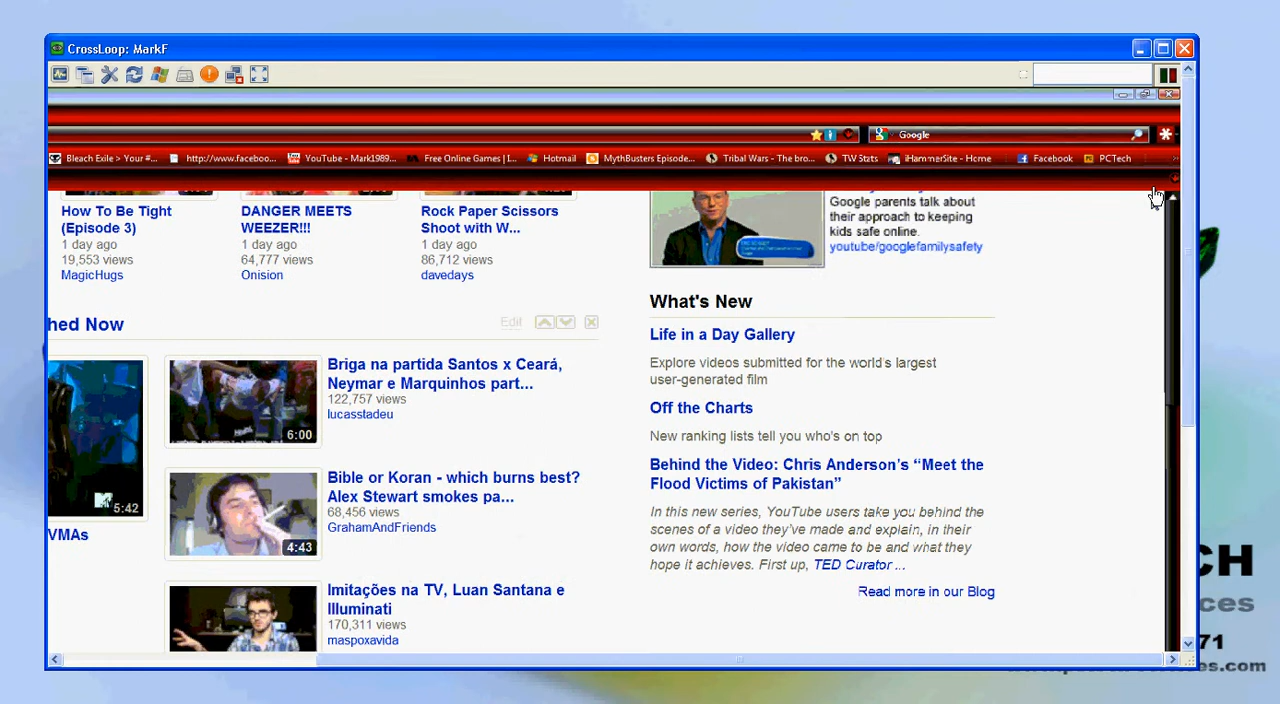 CrossLoop: MarkF
Google
Bleach Exile > Your #...
http://www.faceboo...
YouTube - Mark1989...
Free Online Games | I...
Hotmail
MythBusters Episode...
Tribal Wars - The bro...
TW Stats
iHammerSite - Home
Facebook
PCTech
How To Be Tight
(Episode 3)
1 day ago
19,553 views
MagicHugs
DANGER MEETS
WEEZER!!!
1 day ago
64,777 views
Onision
Rock Paper Scissors
Shoot with W...
1 day ago
86,712 views
davedays
Google parents talk about
their approach to keeping
kids safe online.
youtube/googlefamilysafety
hed Now
Edit
5:42
VMAs
6:00
Briga na partida Santos x Ceará,
Neymar e Marquinhos part...
122,757 views
lucasstadeu
4:43
Bible or Koran - which burns best?
Alex Stewart smokes pa...
68,456 views
GrahamAndFriends
Imitações na TV, Luan Santana e
Illuminati
170,311 views
maspoxavida
What's New
Life in a Day Gallery
Explore videos submitted for the world's largest
user-generated film
Off the Charts
New ranking lists tell you who's on top
Behind the Video: Chris Anderson's “Meet the
Flood Victims of Pakistan”
In this new series, YouTube users take you behind the
scenes of a video they've made and explain, in their
own words, how the video came to be and what they
hope it achieves. First up, TED Curator ...
Read more in our Blog
CH
ces
71